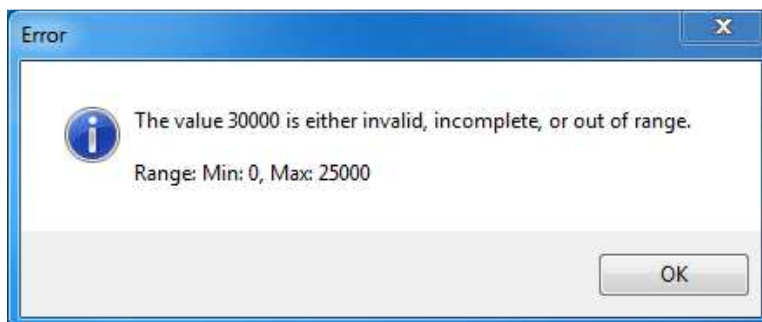 Error
The value 30000 is either invalid, incomplete, or out of range.
Range: Min: 0, Max: 25000
OK